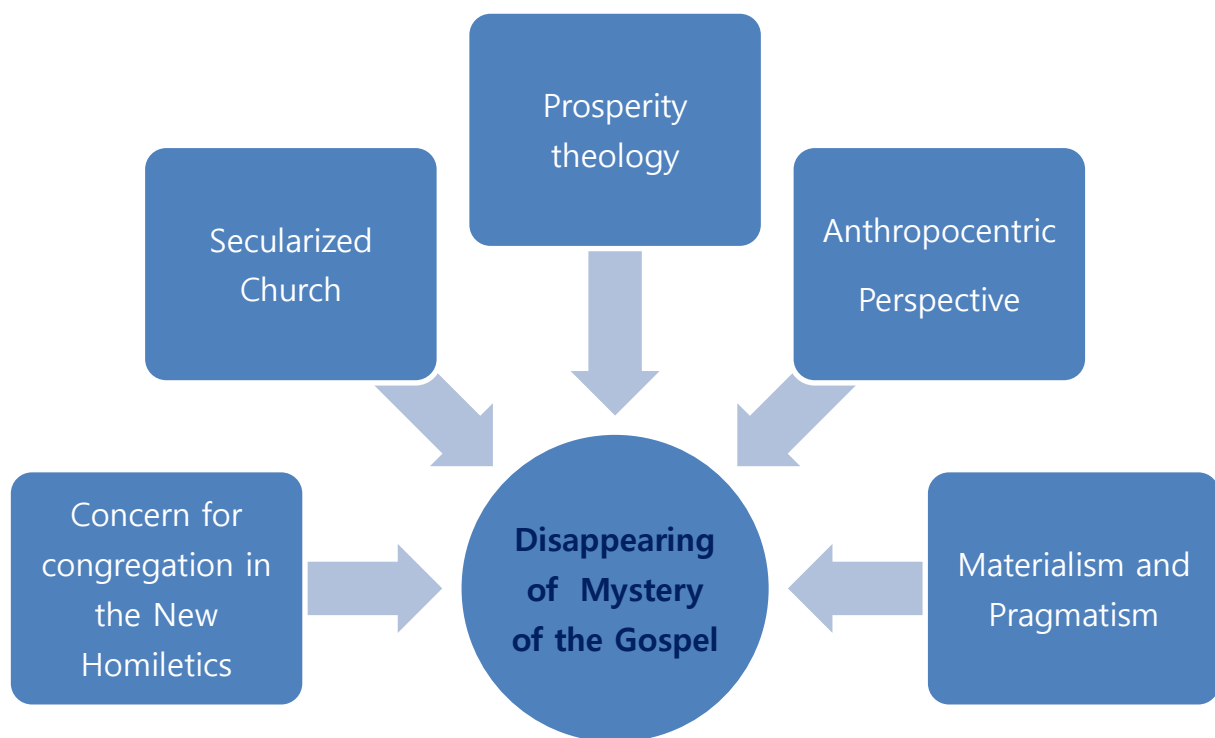 Prosperity
theology
Secularized
Church
Anthropocentric
Perspective
Concern for
congregation in
the New
Homiletics
Disappearing
of Mystery
of the Gospel
Materialism and
Pragmatism